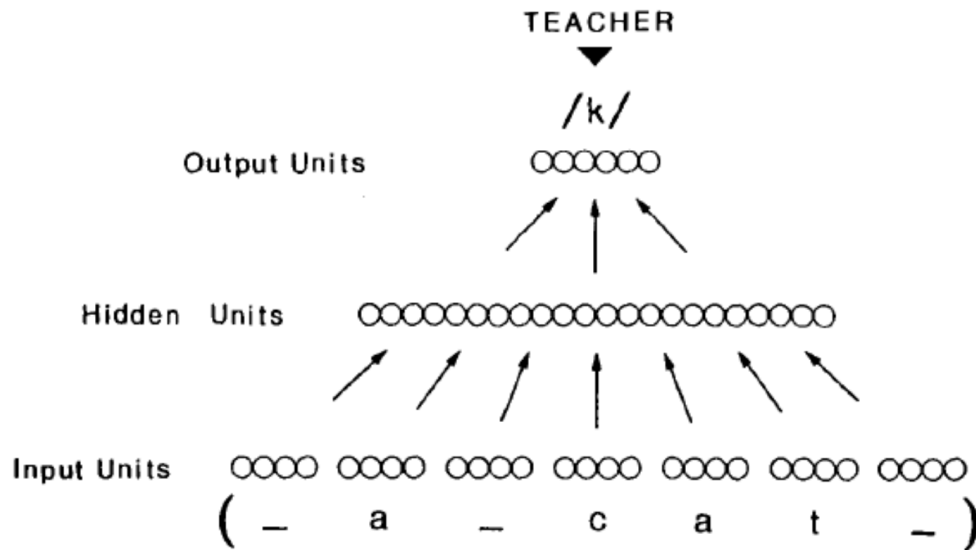 TEACHER
/k/
Output Units
Hidden Units
Input Units
( _ a _ c a t _ )